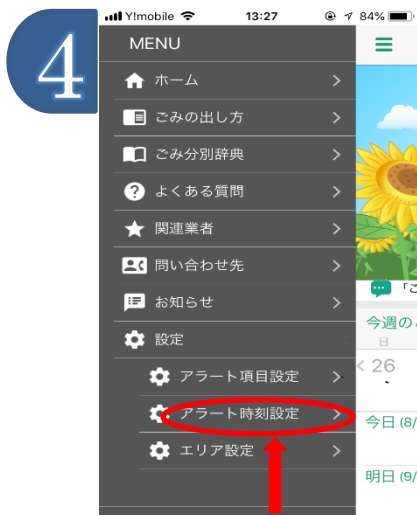 4
Y!mobile 13:27 84%
MENU
ホーム
ごみの出し方
ごみ分別辞典
よくある質問
関連業者
問い合わせ先
お知らせ
「ご
設定
今週の
日
26
アラート項目設定
アラート時刻設定
今日 (8/
エリア設定
明日 (9/